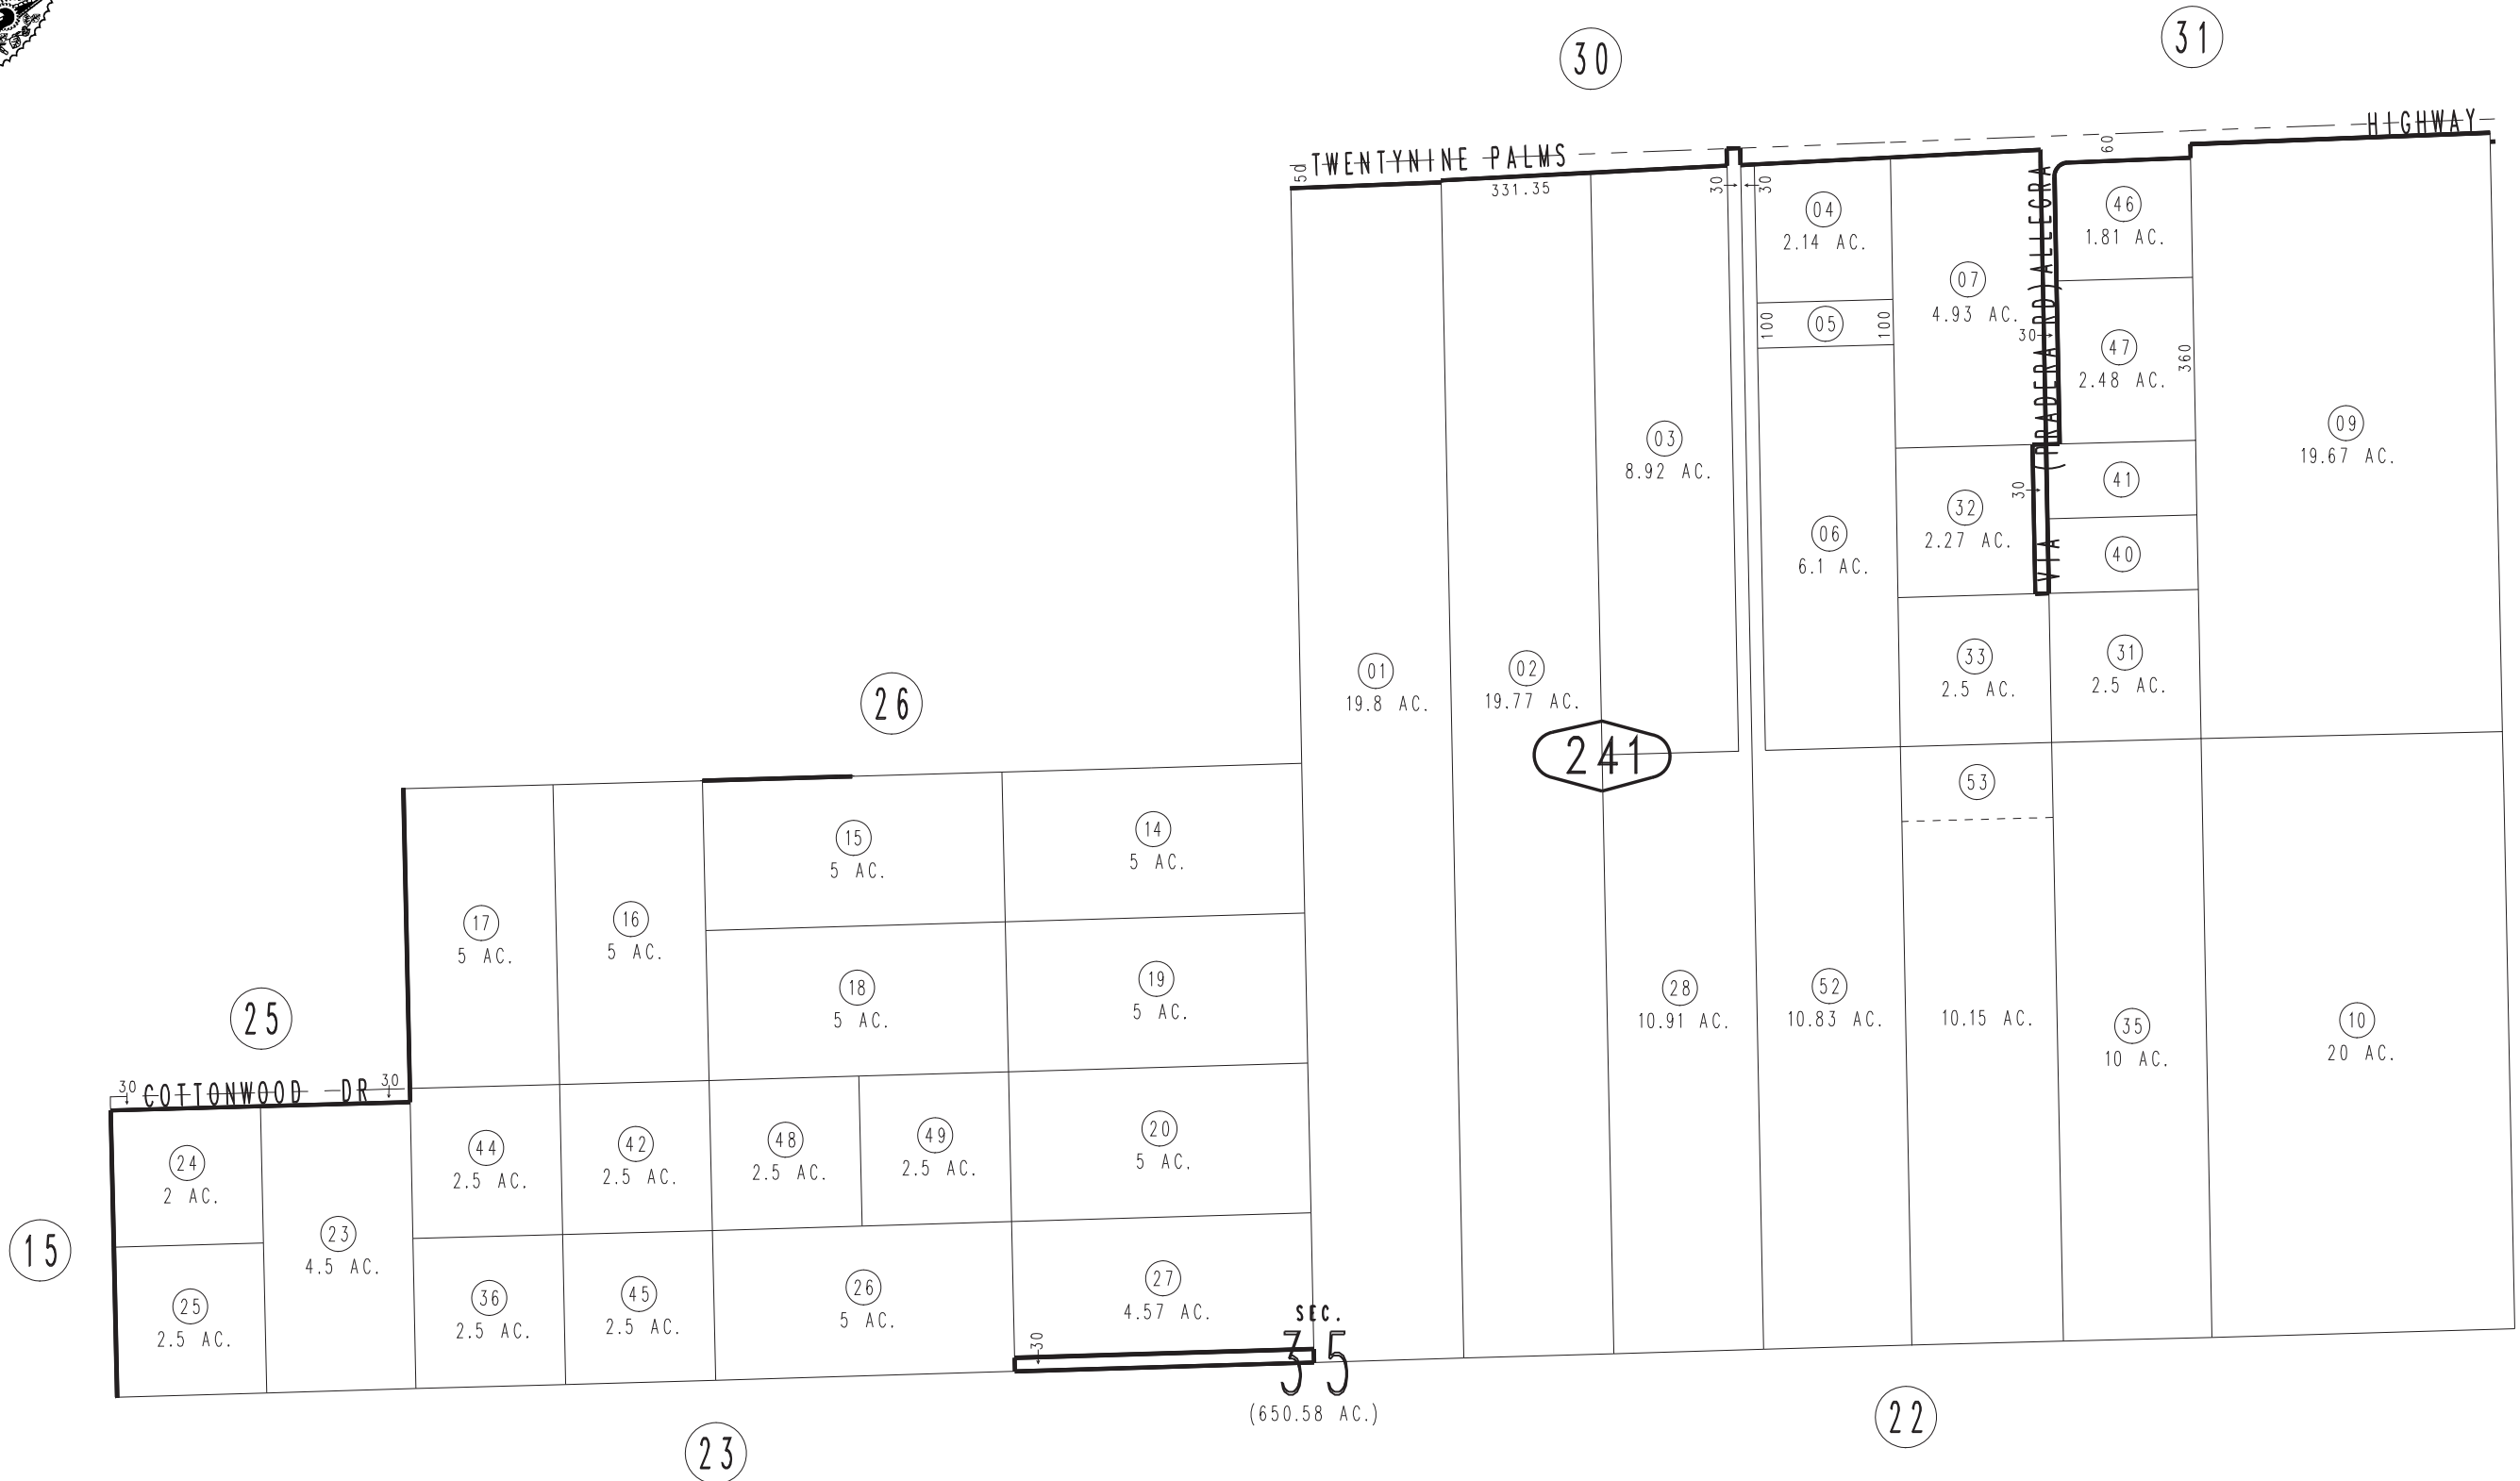 30
31
TWENTYNINE PALMS
HIGHWAY
50
331.35
30
30
60
04
2.14 AC.
46
1.81 AC.
07
4.93 AC.
05
100
100
30
47
2.48 AC.
360
VIA (PRADERA RD) ALLEGRA
03
8.92 AC.
09
19.67 AC.
41
32
2.27 AC.
30
06
6.1 AC.
40
01
19.8 AC.
02
19.77 AC.
33
2.5 AC.
31
2.5 AC.
26
241
53
15
5 AC.
14
5 AC.
17
5 AC.
16
5 AC.
18
5 AC.
19
5 AC.
28
10.91 AC.
52
10.83 AC.
10.15 AC.
35
10 AC.
10
20 AC.
25
30
COTTONWOOD DR
30
24
2 AC.
44
2.5 AC.
42
2.5 AC.
48
2.5 AC.
49
2.5 AC.
20
5 AC.
15
23
4.5 AC.
25
2.5 AC.
36
2.5 AC.
45
2.5 AC.
26
5 AC.
27
4.57 AC.
30
SEC.
35
(650.58 AC.)
23
22